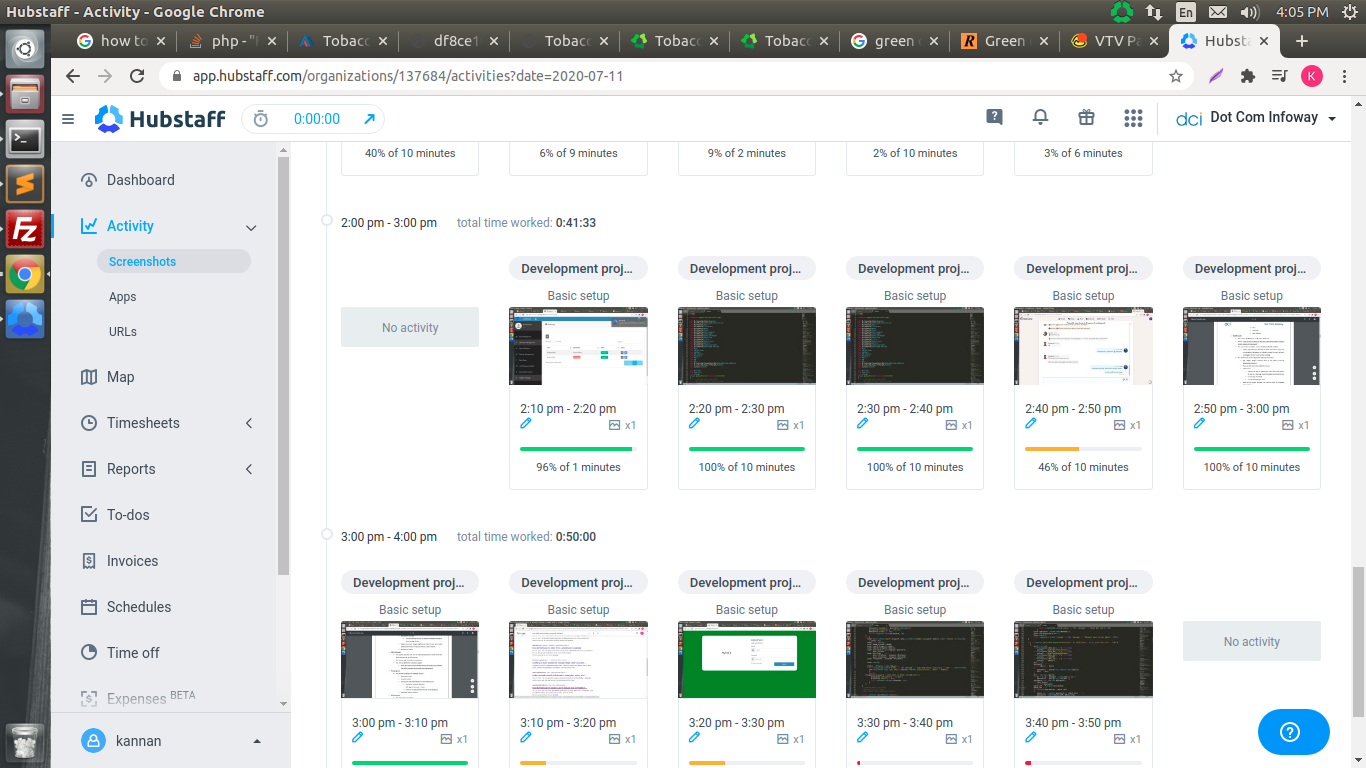 Hubstaff - Activity - Google Chrome
En
4:05 PM
how to
php - "
Tobacc
df8ce1
Tobacc
Tobacc
Tobacc
green
Green
VTV Pa
Hubsta
app.hubstaff.com/organizations/137684/activities?date=2020-07-11
K
Hubstaff
0:00:00
dci Dot Com Infoway
Dashboard
Activity
Screenshots
Apps
URLs
Map
Timesheets
Reports
To-dos
Invoices
Schedules
Time off
Expenses BETA
kannan
40% of 10 minutes
6% of 9 minutes
9% of 2 minutes
2% of 10 minutes
3% of 6 minutes
2:00 pm - 3:00 pm total time worked: 0:41:33
No activity
Development proj...
Basic setup
2:10 pm - 2:20 pm
x1
96% of 1 minutes
Development proj...
Basic setup
2:20 pm - 2:30 pm
x1
100% of 10 minutes
Development proj...
Basic setup
2:30 pm - 2:40 pm
x1
100% of 10 minutes
Development proj...
Basic setup
2:40 pm - 2:50 pm
x1
46% of 10 minutes
Development proj...
Basic setup
2:50 pm - 3:00 pm
x1
100% of 10 minutes
3:00 pm - 4:00 pm total time worked: 0:50:00
Development proj...
Basic setup
3:00 pm - 3:10 pm
x1
Development proj...
Basic setup
3:10 pm - 3:20 pm
x1
Development proj...
Basic setup
3:20 pm - 3:30 pm
x1
Development proj...
Basic setup
3:30 pm - 3:40 pm
x1
Development proj...
Basic setup
3:40 pm - 3:50 pm
x1
No activity